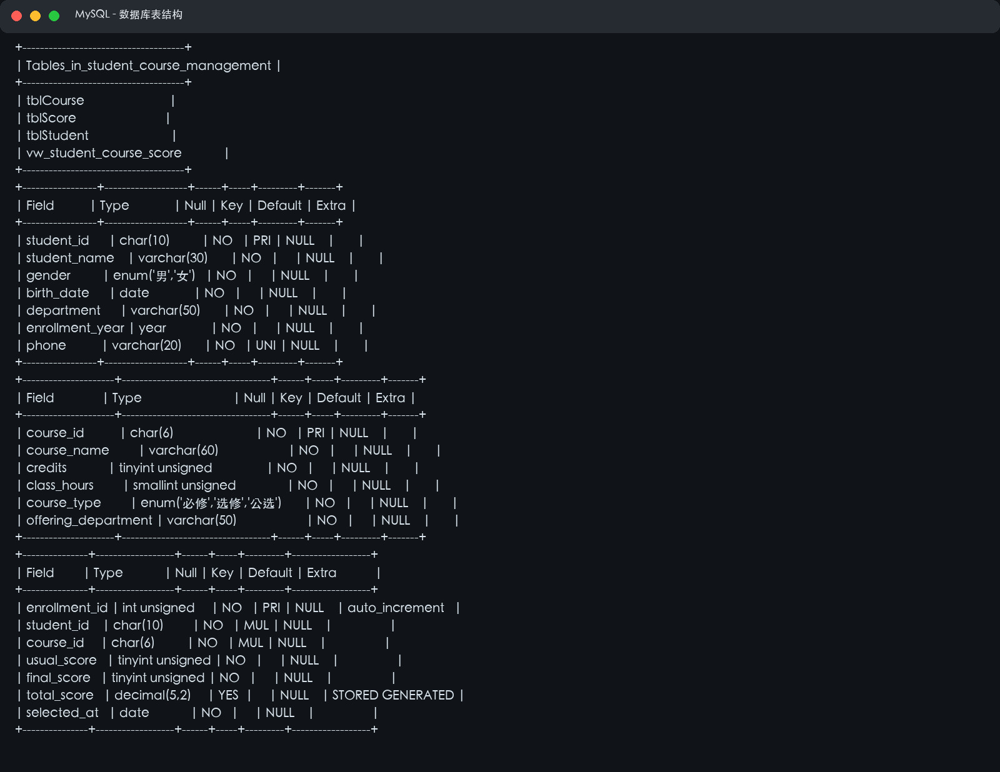 MySQL - 数据库表结构
+-------------------------------------+
| Tables_in_student_course_management |
+-------------------------------------+
| tblCourse                           |
| tblScore                            |
| tblStudent                          |
| vw_student_course_score             |
+-------------------------------------+
+-----------------+-------------------+------+-----+---------+-------+
| Field           | Type              | Null | Key | Default | Extra |
+-----------------+-------------------+------+-----+---------+-------+
| student_id      | char(10)          | NO   | PRI | NULL    |       |
| student_name    | varchar(30)       | NO   |     | NULL    |       |
| gender          | enum('男','女')   | NO   |     | NULL    |       |
| birth_date      | date              | NO   |     | NULL    |       |
| department      | varchar(50)       | NO   |     | NULL    |       |
| enrollment_year | year              | NO   |     | NULL    |       |
| phone           | varchar(20)       | NO   | UNI | NULL    |       |
+-----------------+-------------------+------+-----+---------+-------+
+---------------------+----------------------------------+------+-----+---------+-------+
| Field               | Type                             | Null | Key | Default | Extra |
+---------------------+----------------------------------+------+-----+---------+-------+
| course_id           | char(6)                          | NO   | PRI | NULL    |       |
| course_name         | varchar(60)                      | NO   |     | NULL    |       |
| credits             | tinyint unsigned                 | NO   |     | NULL    |       |
| class_hours         | smallint unsigned                | NO   |     | NULL    |       |
| course_type         | enum('必修','选修','公选')       | NO   |     | NULL    |       |
| offering_department | varchar(50)                      | NO   |     | NULL    |       |
+---------------------+----------------------------------+------+-----+---------+-------+
+---------------+------------------+------+-----+---------+------------------+
| Field         | Type             | Null | Key | Default | Extra            |
+---------------+------------------+------+-----+---------+------------------+
| enrollment_id | int unsigned     | NO   | PRI | NULL    | auto_increment   |
| student_id    | char(10)         | NO   | MUL | NULL    |                  |
| course_id     | char(6)          | NO   | MUL | NULL    |                  |
| usual_score   | tinyint unsigned | NO   |     | NULL    |                  |
| final_score   | tinyint unsigned | NO   |     | NULL    |                  |
| total_score   | decimal(5,2)     | YES  |     | NULL    | STORED GENERATED |
| selected_at   | date             | NO   |     | NULL    |                  |
+---------------+------------------+------+-----+---------+------------------+